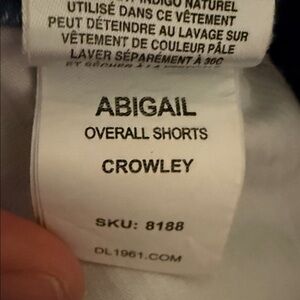 INDIGO NATUREL
UTILISÉ DANS CE VÊTEMENT
PEUT DÉTEINDRE AU LAVAGE SUR
VÊTEMENT DE COULEUR PÂLE
LAVER SÉPARÉMENT À 30C
ABIGAIL
OVERALL SHORTS
CROWLEY
SKU: 8188
DL1961.COM